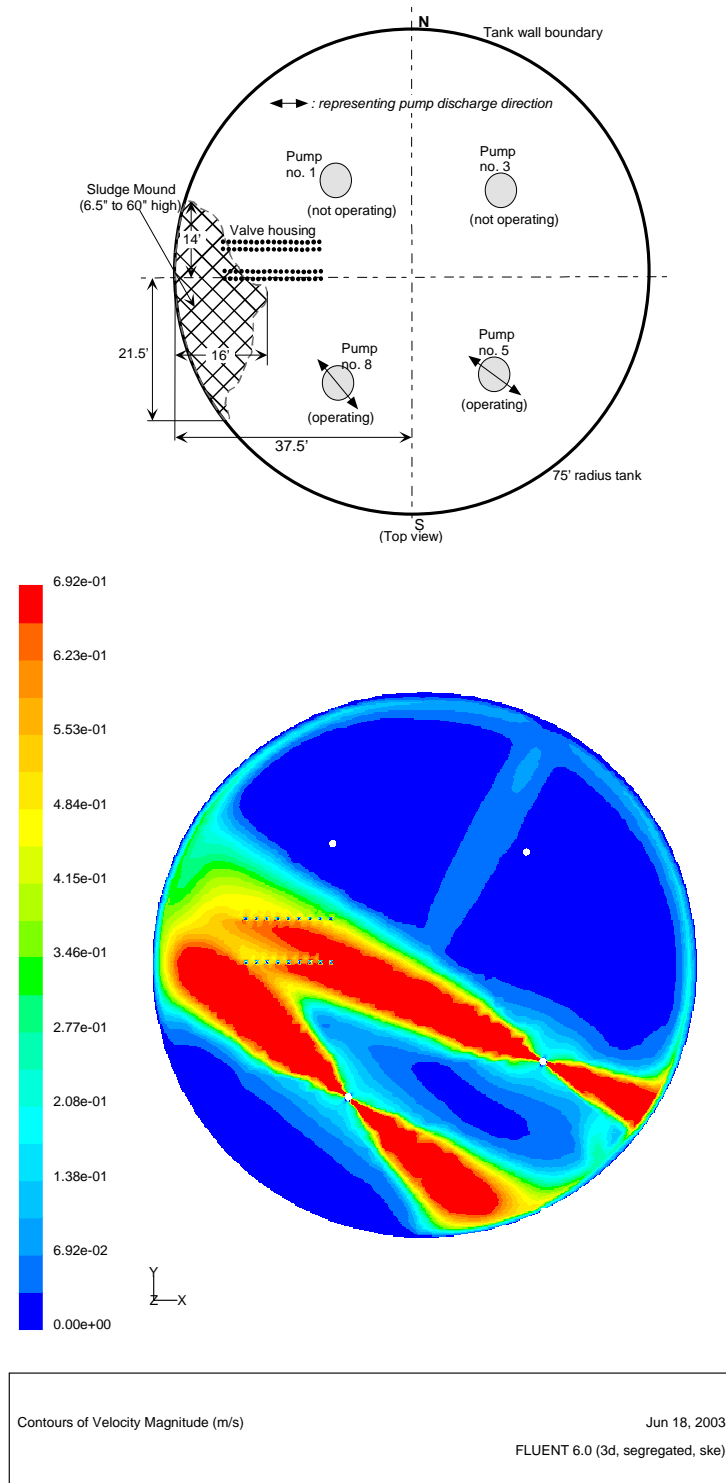 N
Tank wall boundary
: representing pump discharge direction
Pump
no. 1
Pump
no. 3
Sludge Mound
(6.5" to 60" high)
(not operating)
(not operating)
Valve housing
14'
21.5'
16'
Pump
no. 8
Pump
no. 5
(operating)
(operating)
37.5'
75' radius tank
S
(Top view)
6.92e-01
6.23e-01
5.53e-01
4.84e-01
4.15e-01
3.46e-01
2.77e-01
2.08e-01
1.38e-01
6.92e-02
0.00e+00
Y
Z X
Contours of Velocity Magnitude (m/s)
Jun 18, 2003
FLUENT 6.0 (3d, segregated, ske)